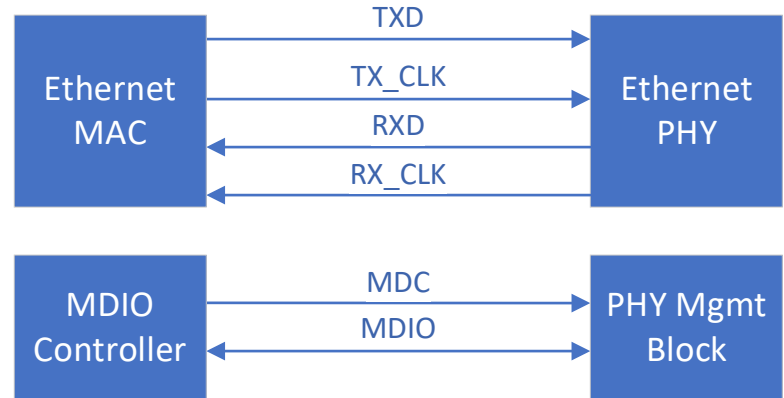 TXD
Ethernet
MAC
TX_CLK
RXD
RX_CLK
Ethernet
PHY
MDIO
Controller
MDC
MDIO
PHY Mgmt
Block